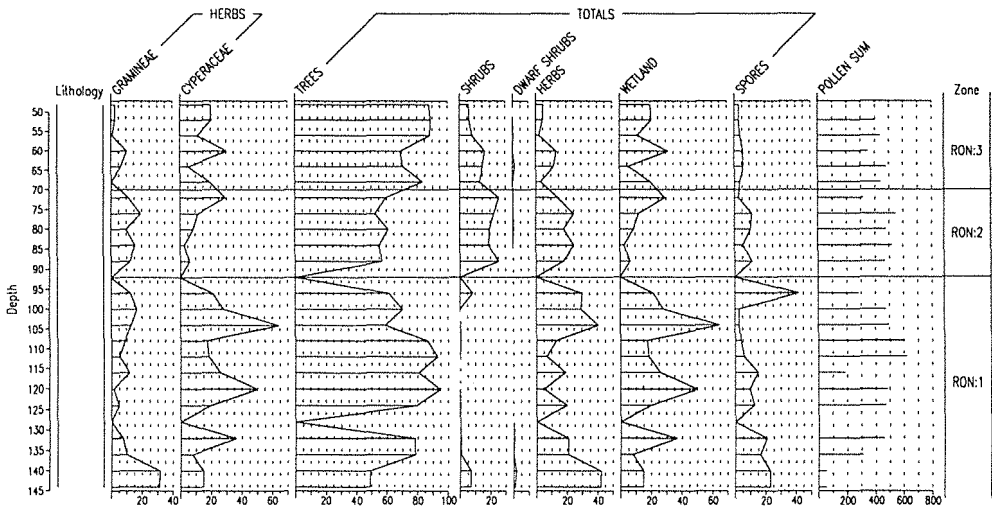 HERBS
TOTALS
Lithology
GRAMINEAE
CYPERACEAE
TREES
SHRUBS
DWARF SHRUBS
HERBS
WETLAND
SPORES
POLLEN SUM
Zone
Depth
50
55
60
65
70
75
80
85
90
95
100
105
110
115
120
125
130
135
140
145
RON:3
RON:2
RON:1
20 40
20 40 60
20 40 60 80
20
20 40
20 40 60
20 40
0 200 400 600 800